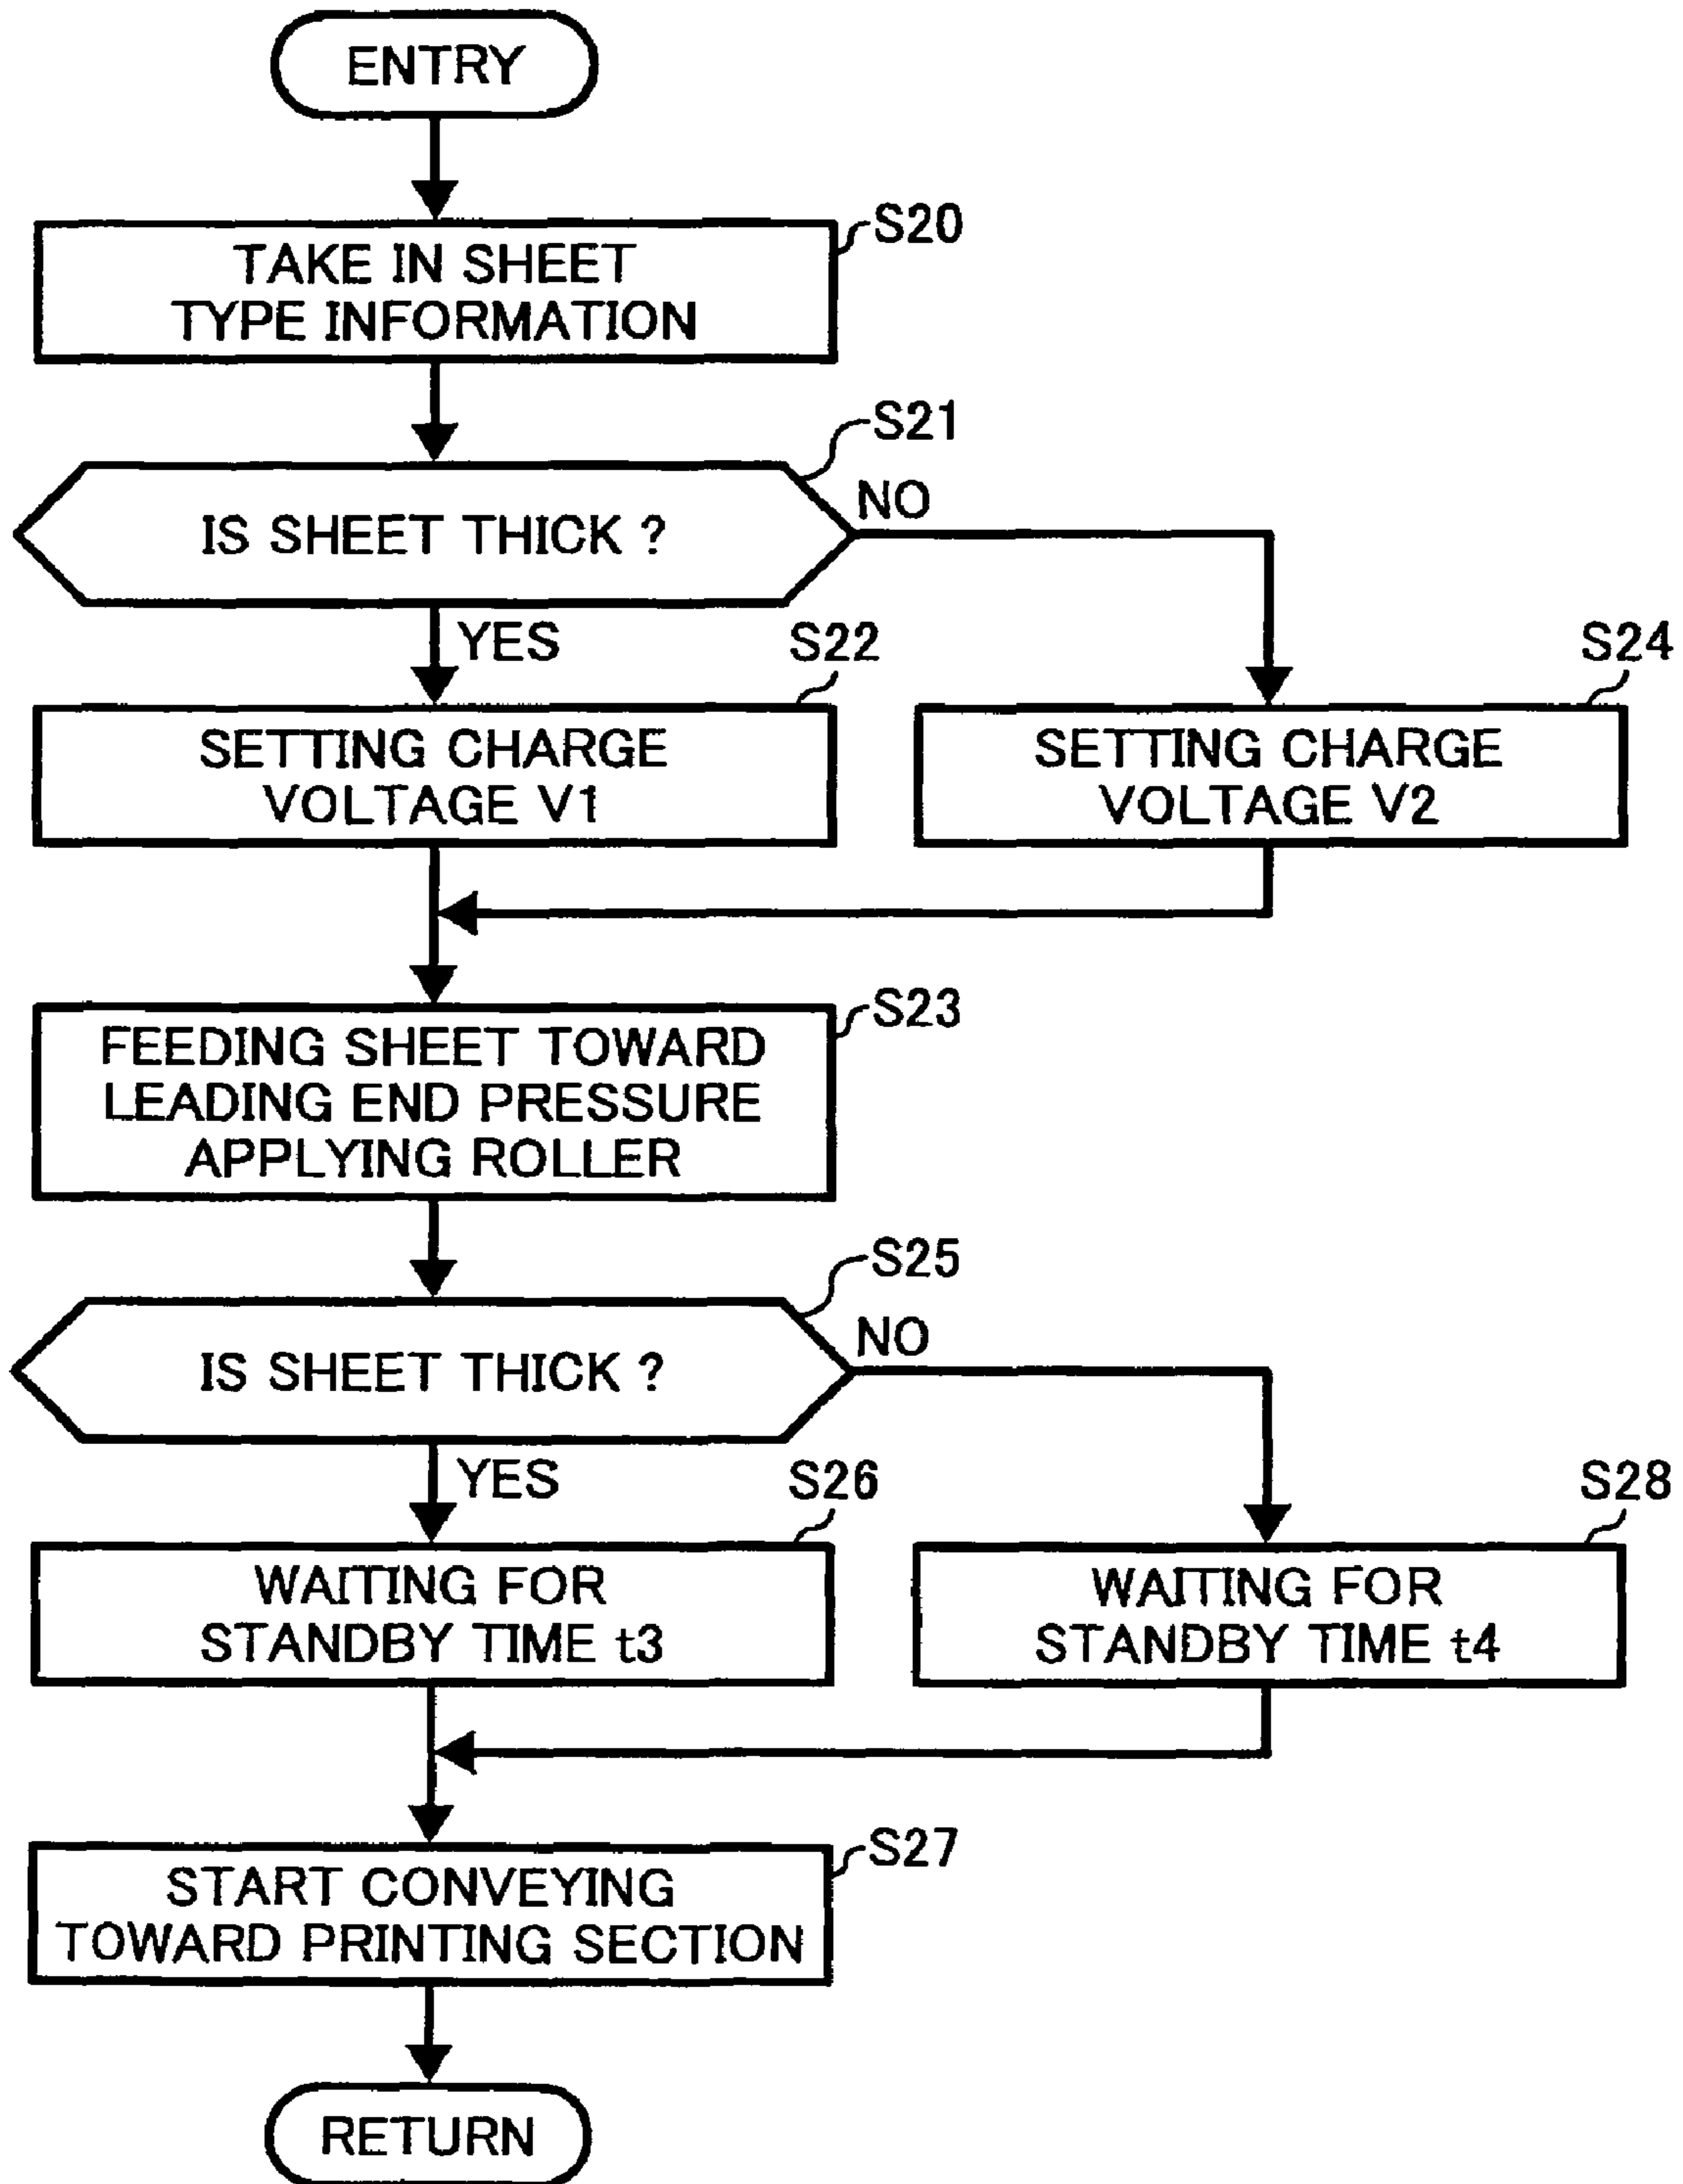 ENTRY
S20
TAKE IN SHEET
TYPE INFORMATION
S21
IS SHEET THICK ?
NO
YES
S22
S24
SETTING CHARGE
VOLTAGE V1
SETTING CHARGE
VOLTAGE V2
S23
FEEDING SHEET TOWARD
LEADING END PRESSURE
APPLYING ROLLER
S25
IS SHEET THICK ?
NO
YES
S26
S28
WAITING FOR
STANDBY TIME t3
WAITING FOR
STANDBY TIME t4
S27
START CONVEYING
TOWARD PRINTING SECTION
RETURN